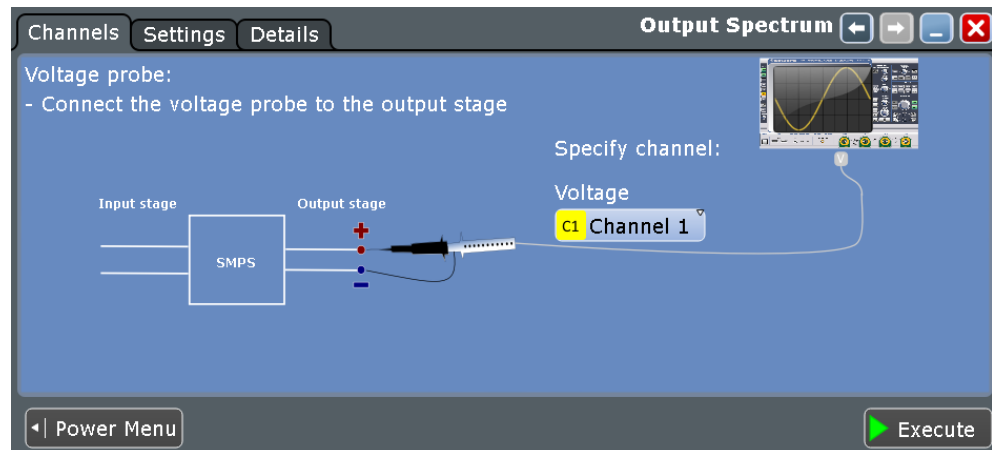 Channels Settings Details Output Spectrum
Voltage probe:
- Connect the voltage probe to the output stage
Specify channel:
V
Voltage
Input stage Output stage
C1 Channel 1
SMPS
Power Menu Execute